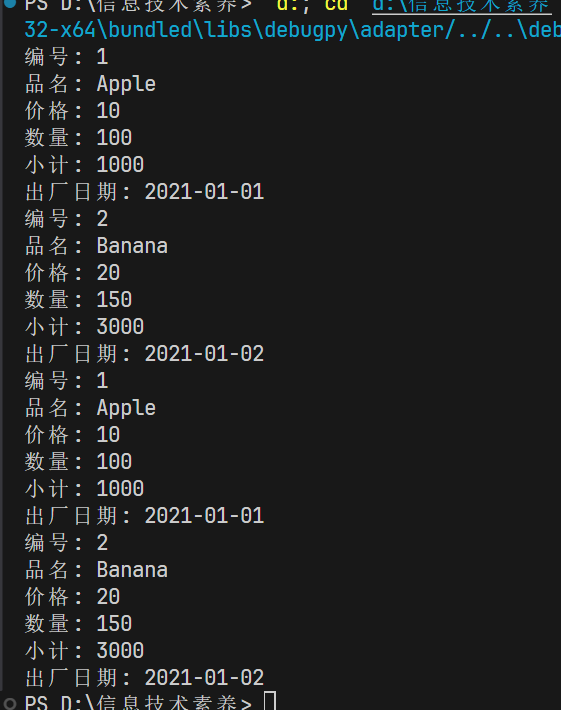 PS D:\信息技术素养> d:; cd 'd:\信息技术素养
32-x64\bundled\libs\debugpy\adapter/../..\deb
编号: 1
品名: Apple
价格: 10
数量: 100
小计: 1000
出厂日期: 2021-01-01
编号: 2
品名: Banana
价格: 20
数量: 150
小计: 3000
出厂日期: 2021-01-02
编号: 1
品名: Apple
价格: 10
数量: 100
小计: 1000
出厂日期: 2021-01-01
编号: 2
品名: Banana
价格: 20
数量: 150
小计: 3000
出厂日期: 2021-01-02
PS D:\信息技术素养>